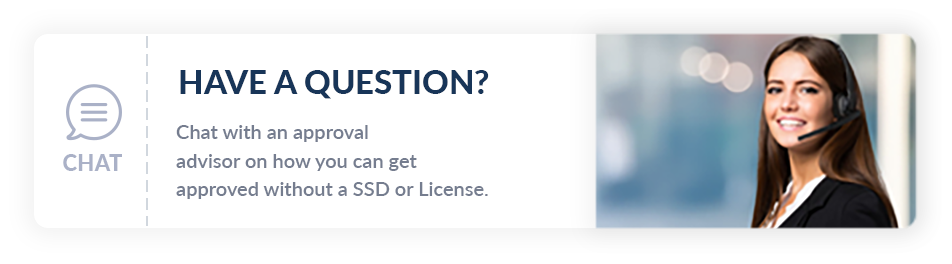 CHAT
HAVE A QUESTION?
Chat with an approval
advisor on how you can get
approved without a SSD or License.